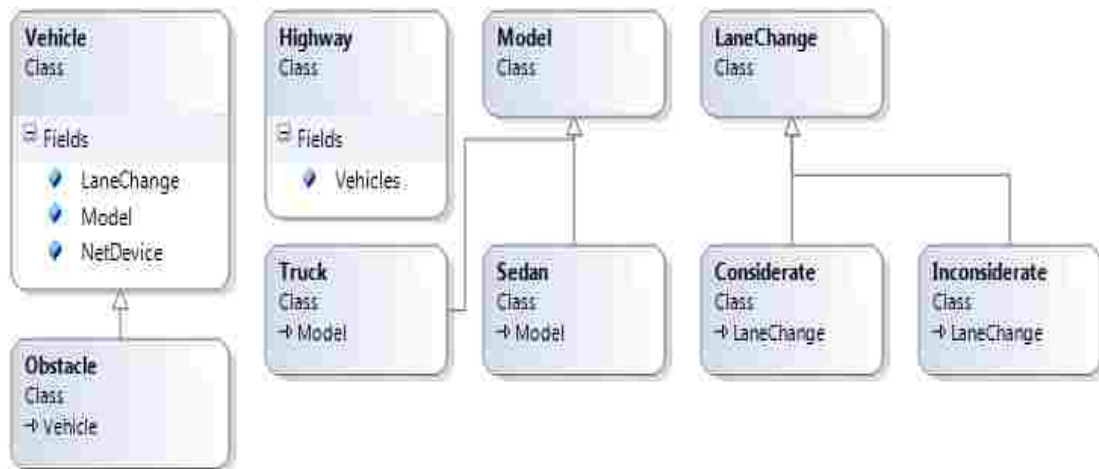 Vehicle
Class
Fields
LaneChange
Model
NetDevice
Highway
Class
Fields
Vehicles
Model
Class
LaneChange
Class
Truck
Class
Model
Sedan
Class
Model
Considerate
Class
LaneChange
Inconsiderate
Class
LaneChange
Obstacle
Class
Vehicle